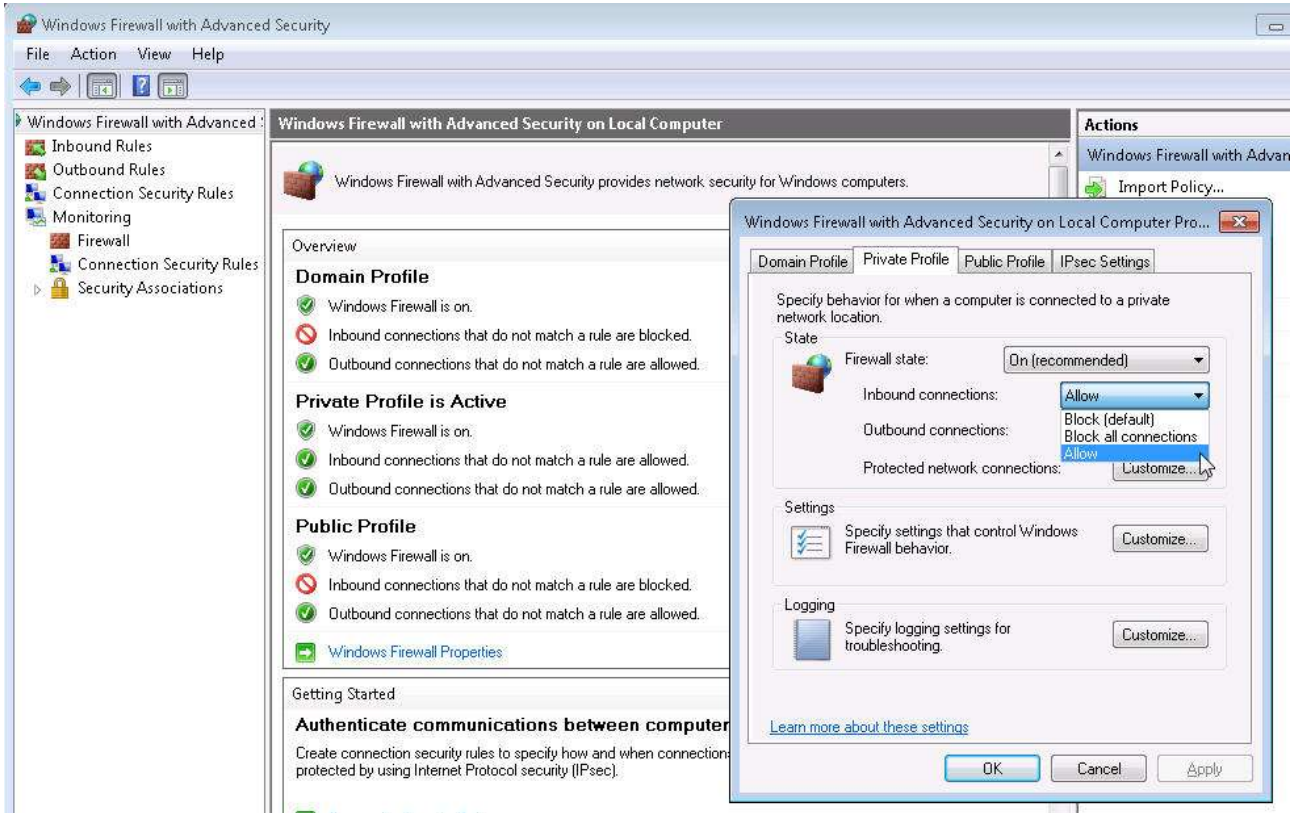 Windows Firewall with Advanced Security
File Action View Help
Windows Firewall with Advanced
Inbound Rules
Outbound Rules
Connection Security Rules
Monitoring
Firewall
Connection Security Rules
Security Associations
Windows Firewall with Advanced Security on Local Computer
Windows Firewall with Advanced Security provides network security for Windows computers.
Overview
Domain Profile
Windows Firewall is on.
Inbound connections that do not match a rule are blocked.
Outbound connections that do not match a rule are allowed.
Private Profile is Active
Windows Firewall is on.
Inbound connections that do not match a rule are allowed.
Outbound connections that do not match a rule are allowed.
Public Profile
Windows Firewall is on.
Inbound connections that do not match a rule are blocked.
Outbound connections that do not match a rule are allowed.
Windows Firewall Properties
Getting Started
Authenticate communications between computer
Create connection security rules to specify how and when connection
protected by using Internet Protocol security (IPsec).
Actions
Windows Firewall with Advan
Import Policy...
Windows Firewall with Advanced Security on Local Computer Pro...
Domain Profile Private Profile Public Profile IPsec Settings
Specify behavior for when a computer is connected to a private
network location.
State
Firewall state: On (recommended)
Inbound connections: Allow
Block (default)
Outbound connections: Block all connections
Allow
Protected network connections: Customize...
Settings
Specify settings that control Windows
Firewall behavior.
Customize...
Logging
Specify logging settings for
troubleshooting.
Customize...
Learn more about these settings
OK Cancel Apply